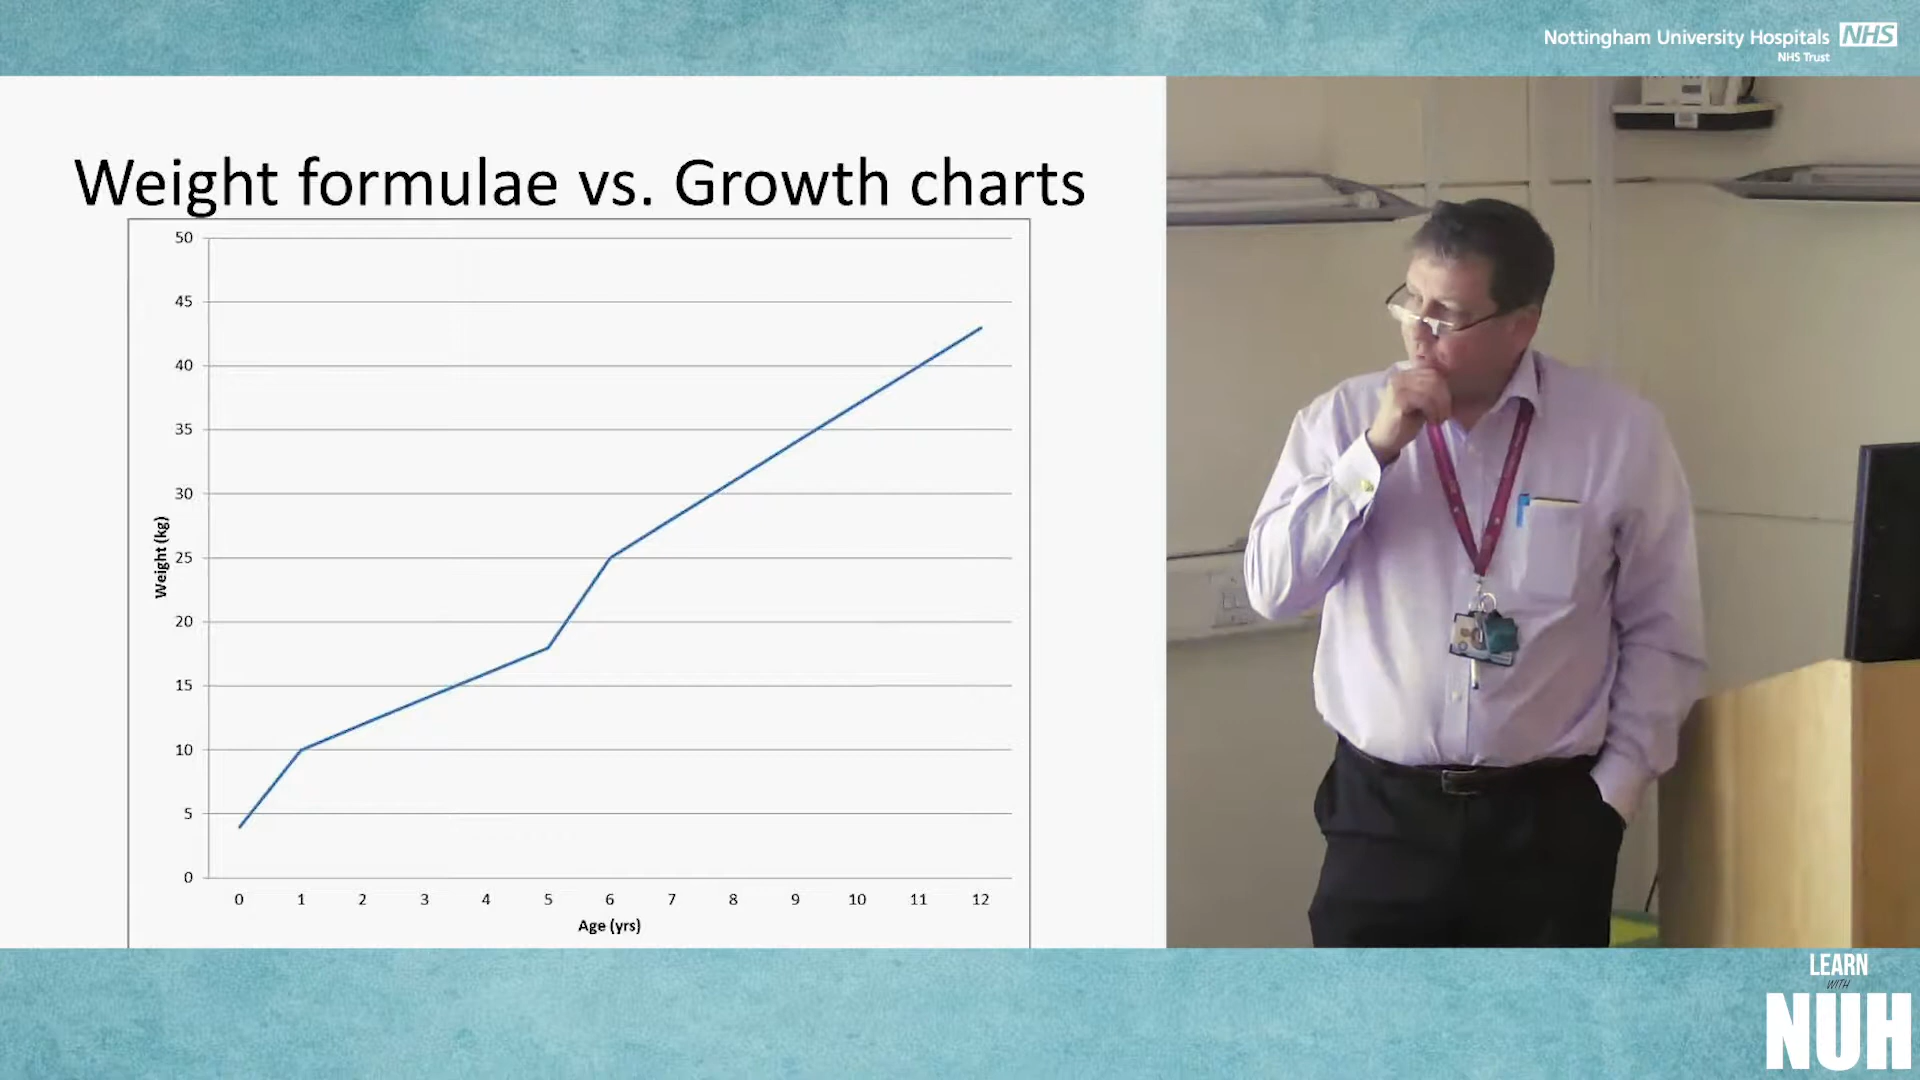 Nottingham University Hospitals NHS
NHS Trust
Weight formulae vs. Growth charts
50
45
40
35
30
25
20
15
10
5
0
Weight (kg)
0 1 2 3 4 5 6 7 8 9 10 11 12
Age (yrs)
LEARN
WITH
NUH